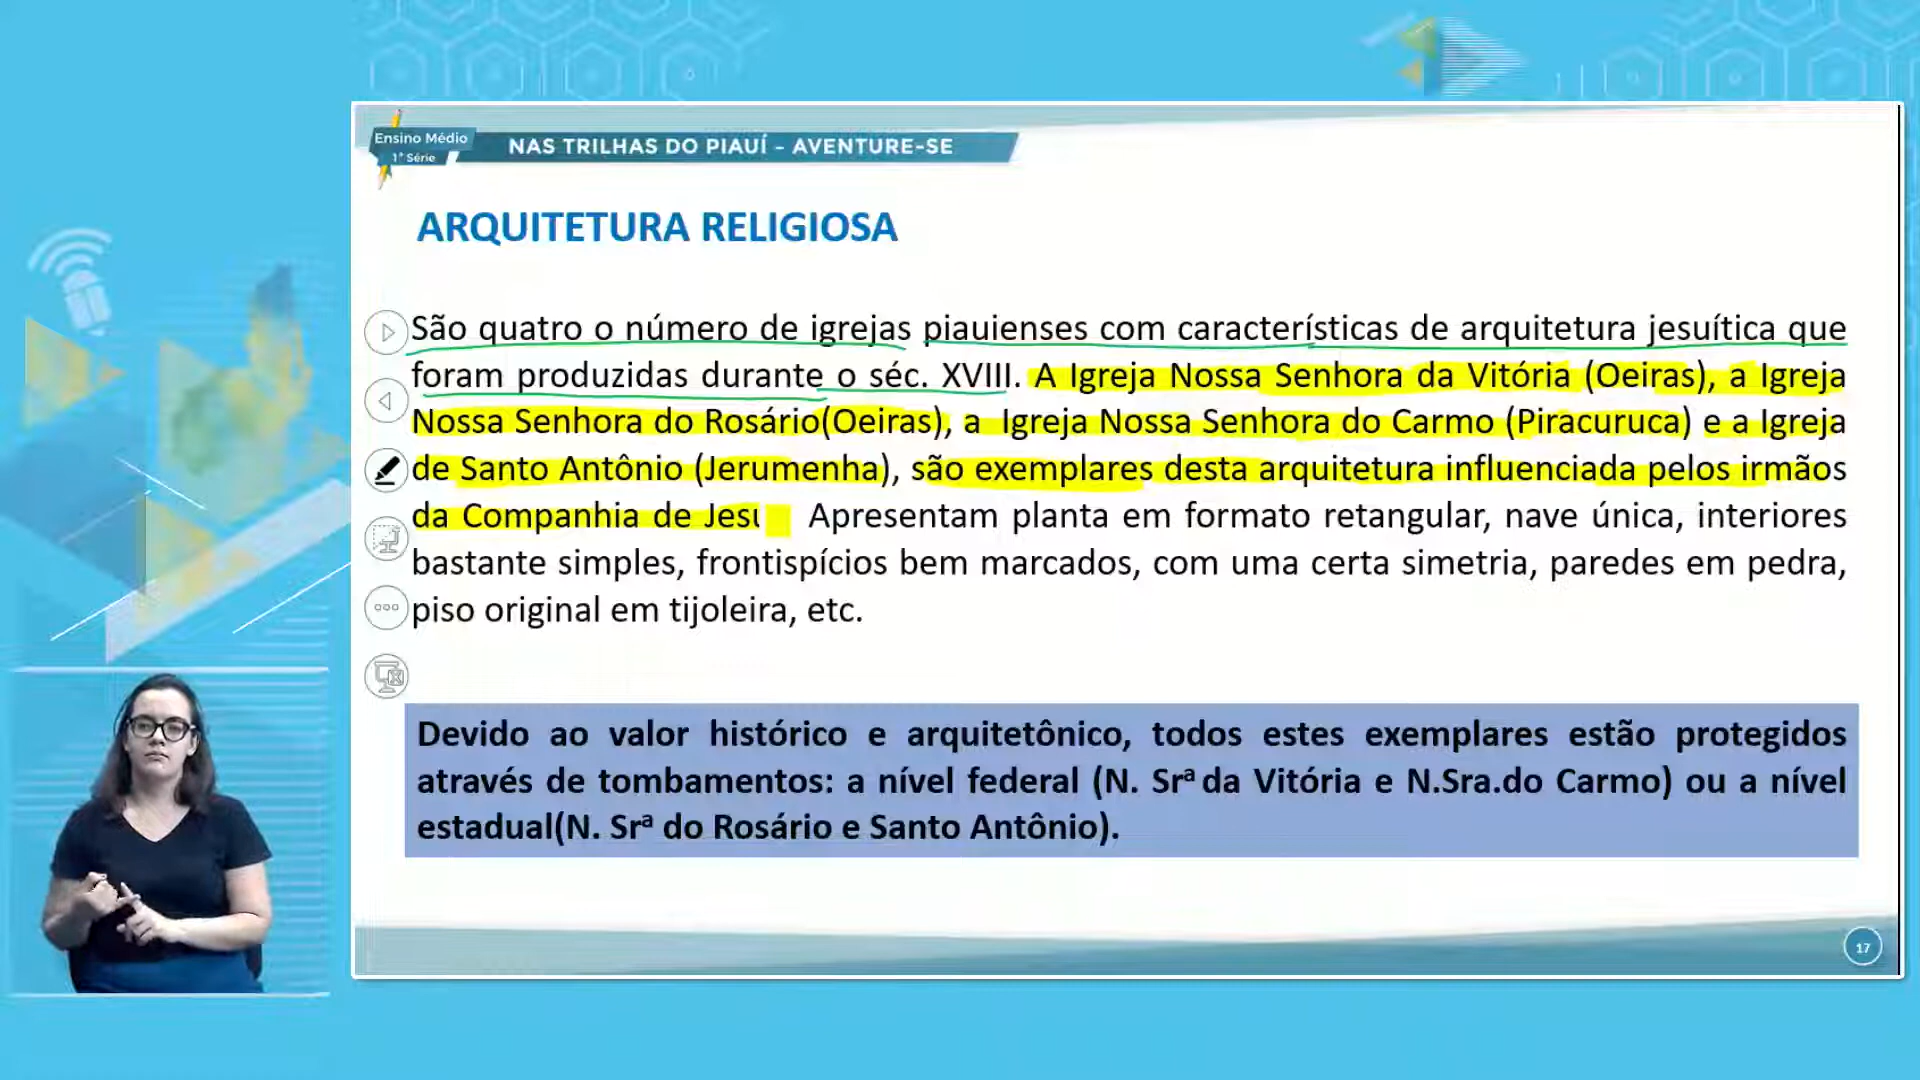 Ensino Médio
1ª Série
NAS TRILHAS DO PIAUÍ - AVENTURE-SE
ARQUITETURA RELIGIOSA
São quatro o número de igrejas piauienses com características de arquitetura jesuítica que
foram produzidas durante o séc. XVIII. A Igreja Nossa Senhora da Vitória (Oeiras), a Igreja
Nossa Senhora do Rosário(Oeiras), a Igreja Nossa Senhora do Carmo (Piracuruca) e a Igreja
de Santo Antônio (Jerumenha), são exemplares desta arquitetura influenciada pelos irmãos
da Companhia de Jesu Apresentam planta em formato retangular, nave única, interiores
bastante simples, frontispícios bem marcados, com uma certa simetria, paredes em pedra,
piso original em tijoleira, etc.
Devido ao valor histórico e arquitetônico, todos estes exemplares estão protegidos
através de tombamentos: a nível federal (N. Srª da Vitória e N.Sra.do Carmo) ou a nível
estadual(N. Srª do Rosário e Santo Antônio).
17